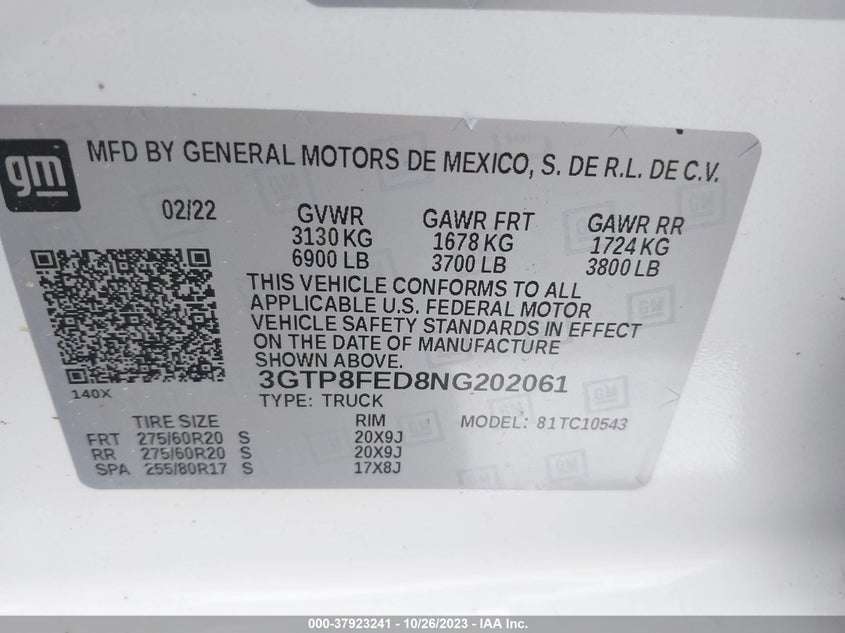 gm
MFD BY GENERAL MOTORS DE MEXICO, S. DE R.L. DE C.V.
02/22 GVWR GAWR FRT GAWR RR
3130 KG 1678 KG 1724 KG
6900 LB 3700 LB 3800 LB
THIS VEHICLE CONFORMS TO ALL
APPLICABLE U.S. FEDERAL MOTOR
VEHICLE SAFETY STANDARDS IN EFFECT
ON THE DATE OF MANUFACTURE
SHOWN ABOVE.
140X
3GTP8FED8NG202061
TYPE: TRUCK
TIRE SIZE RIM MODEL: 81TC10543
FRT 275/60R20 S 20X9J
RR 275/60R20 S 20X9J
SPA 255/80R17 S 17X8J
000-37923241 - 10/26/2023 - IAA Inc.